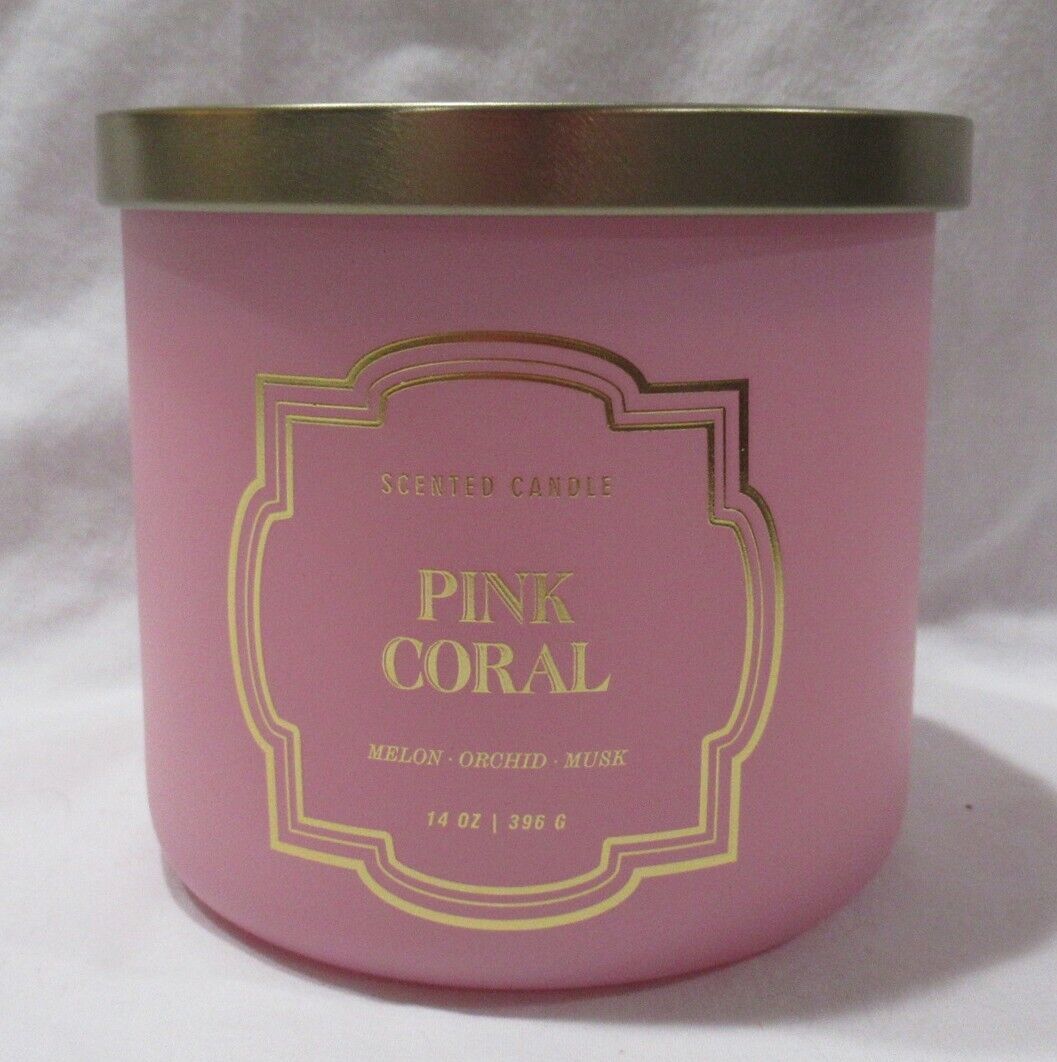 SCENTED CANDLE
PINK
CORAL
MELON · ORCHID · MUSK
14 OZ | 396 G